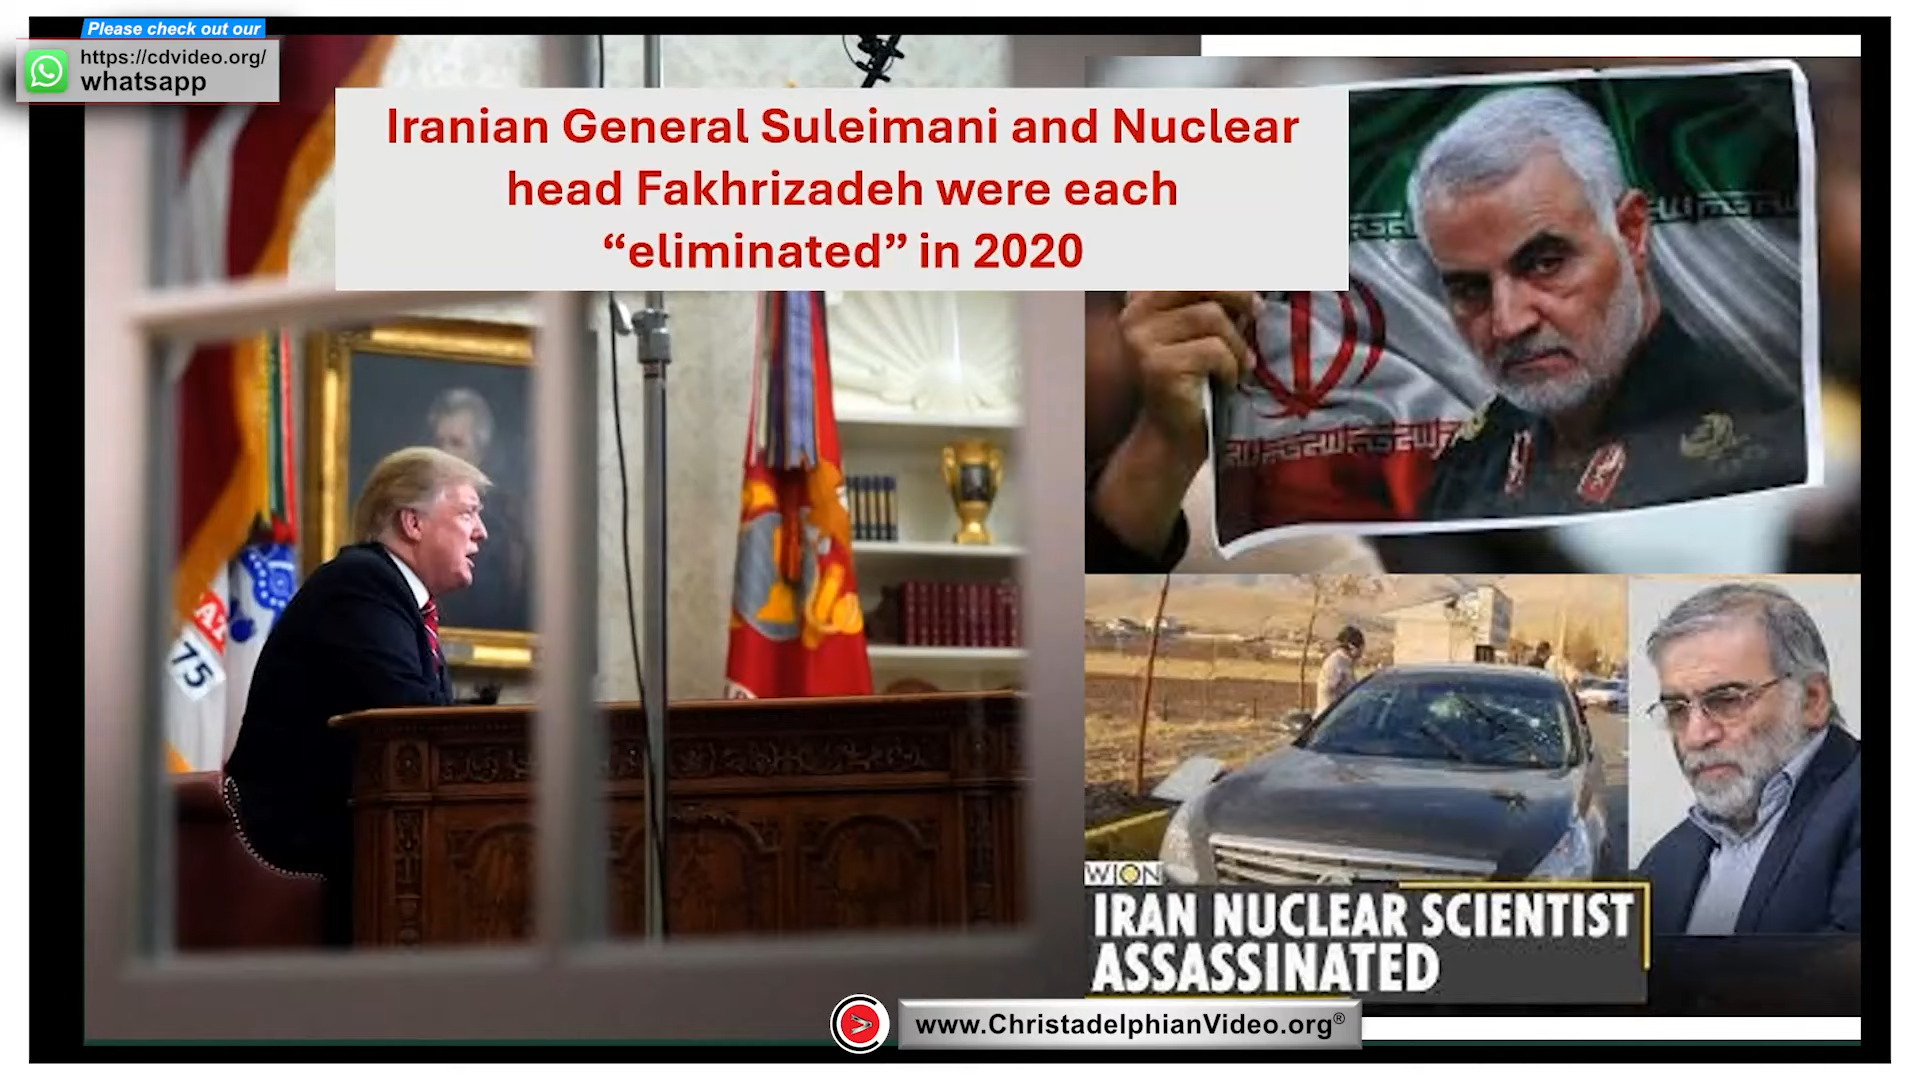 Please check out our
https://cdvideo.org/
whatsapp
Iranian General Suleimani and Nuclear
head Fakhrizadeh were each
“eliminated” in 2020
75
WION
IRAN NUCLEAR SCIENTIST
ASSASSINATED
www.ChristadelphianVideo.org®